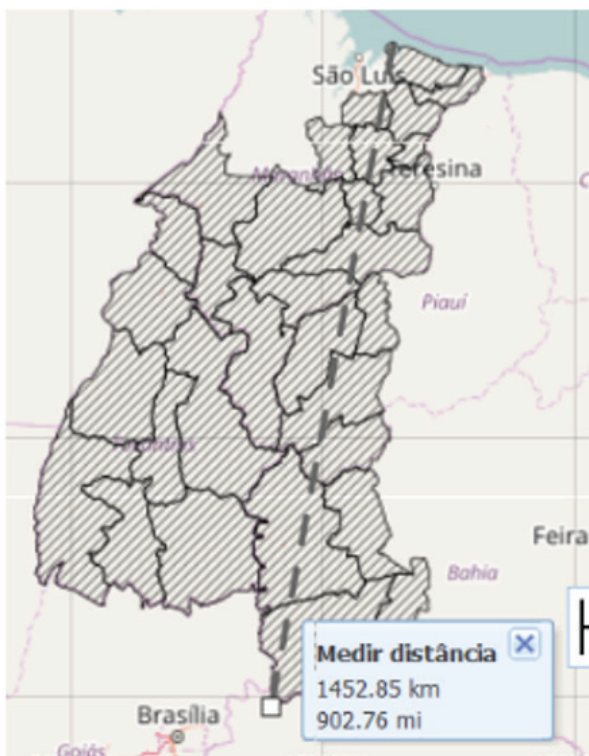 São Luís
Maranhão
Teresina
Piauí
Tocantins
Feira
Bahia
Medir distância
1452.85 km
902.76 mi
Brasília
Goiás